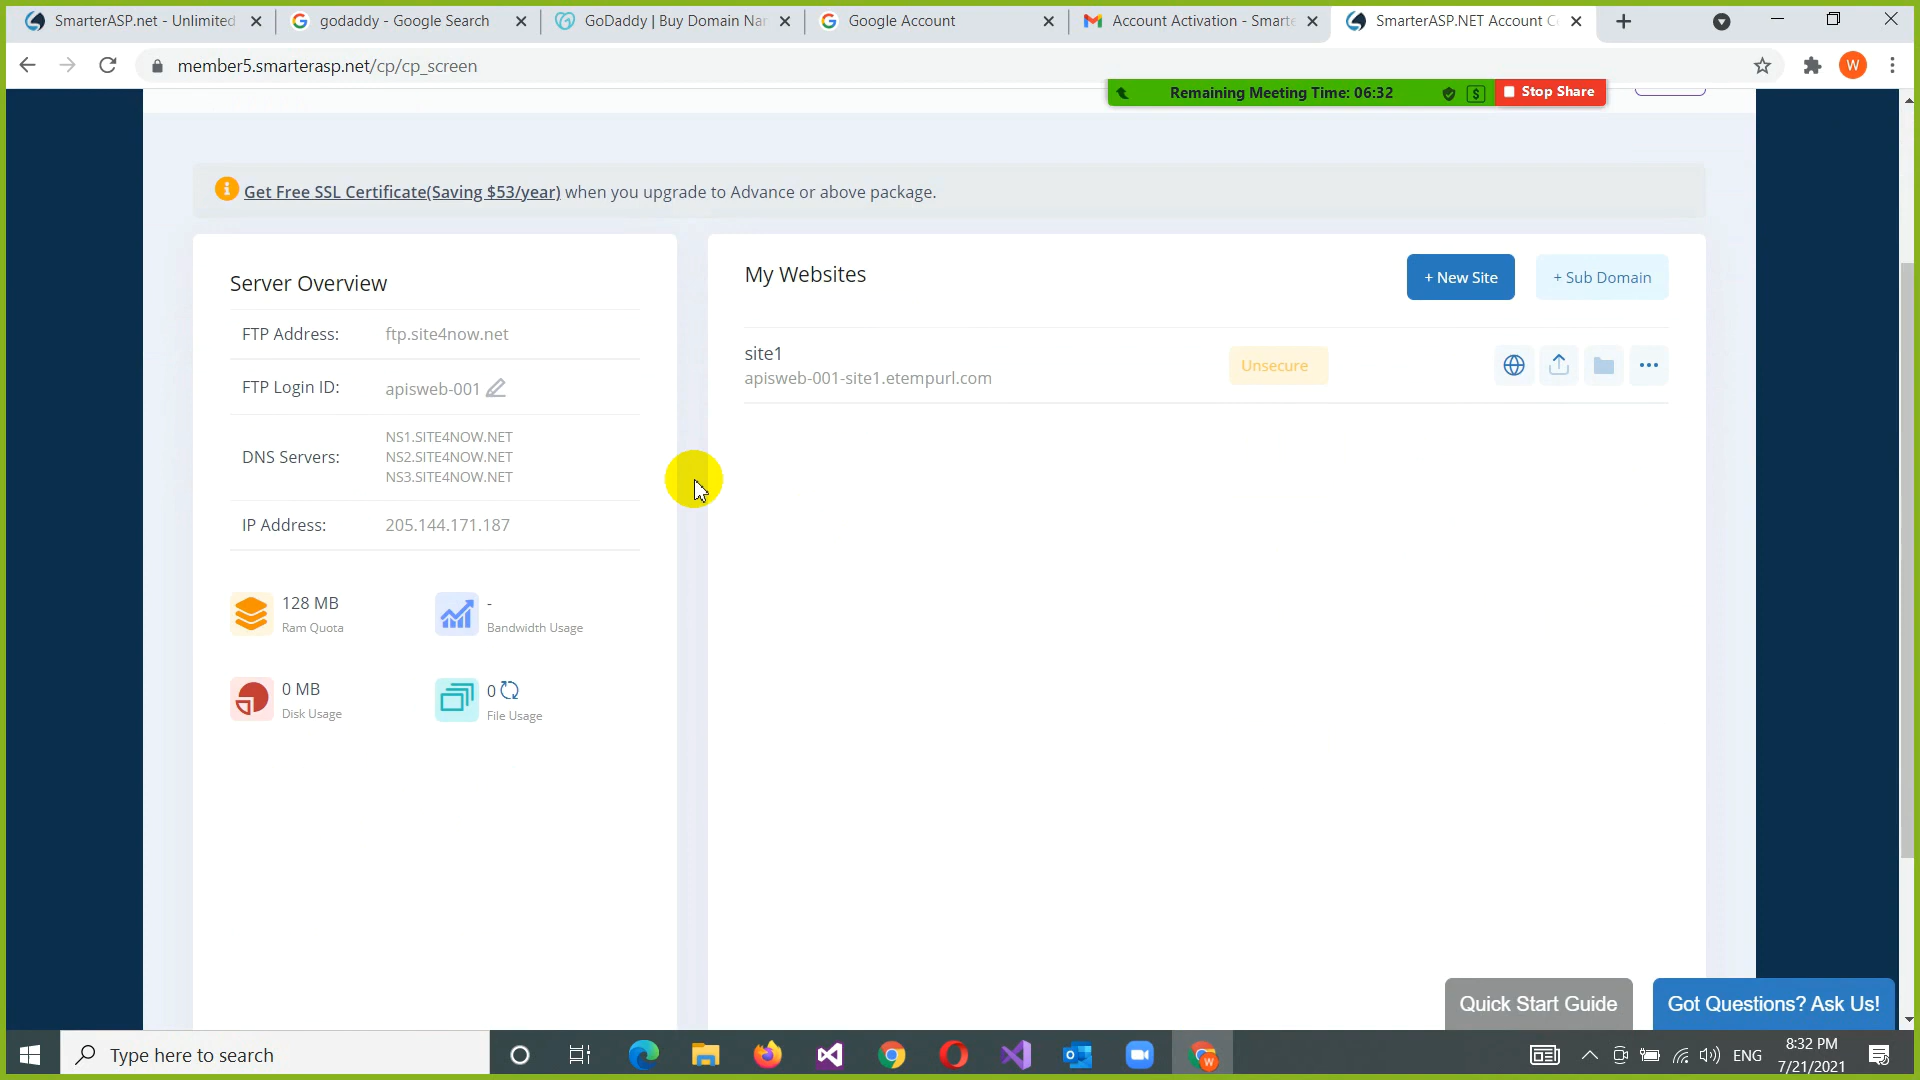 SmarterASP.net - Unlimited
godaddy - Google Search
GoDaddy | Buy Domain Nar
Google Account
Account Activation - Smarte
SmarterASP.NET Account C
member5.smarterasp.net/cp/cp_screen
W
Remaining Meeting Time: 06:32
$
Stop Share
Get Free SSL Certificate(Saving $53/year) when you upgrade to Advance or above package.
Server Overview
FTP Address: ftp.site4now.net
FTP Login ID: apisweb-001
DNS Servers:
NS1.SITE4NOW.NET
NS2.SITE4NOW.NET
NS3.SITE4NOW.NET
IP Address: 205.144.171.187
128 MB
Ram Quota
-
Bandwidth Usage
0 MB
Disk Usage
0
File Usage
My Websites
+ New Site
+ Sub Domain
site1
apisweb-001-site1.etempurl.com
Unsecure
Quick Start Guide
Got Questions? Ask Us!
Type here to search
W
ENG
8:32 PM
7/21/2021